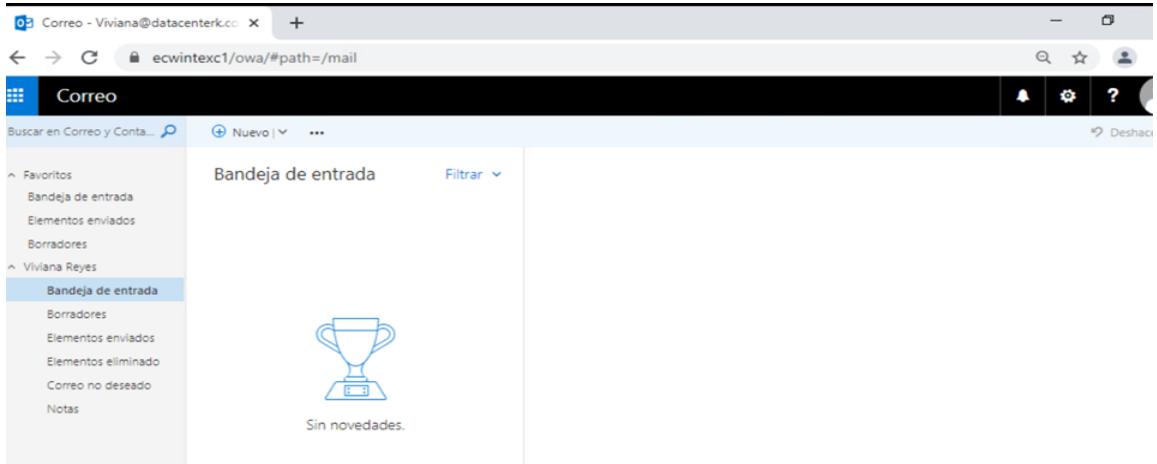 Correo - Viviana@datacenterk.co
ecwintexc1/owa/#path=/mail
Correo
?
Buscar en Correo y Conta...
Nuevo | ...
Deshace
Favoritos
Bandeja de entrada
Elementos enviados
Borradores
Viviana Reyes
Bandeja de entrada
Borradores
Elementos enviados
Elementos eliminado
Correo no deseado
Notas
Bandeja de entrada Filtrar
Sin novedades.